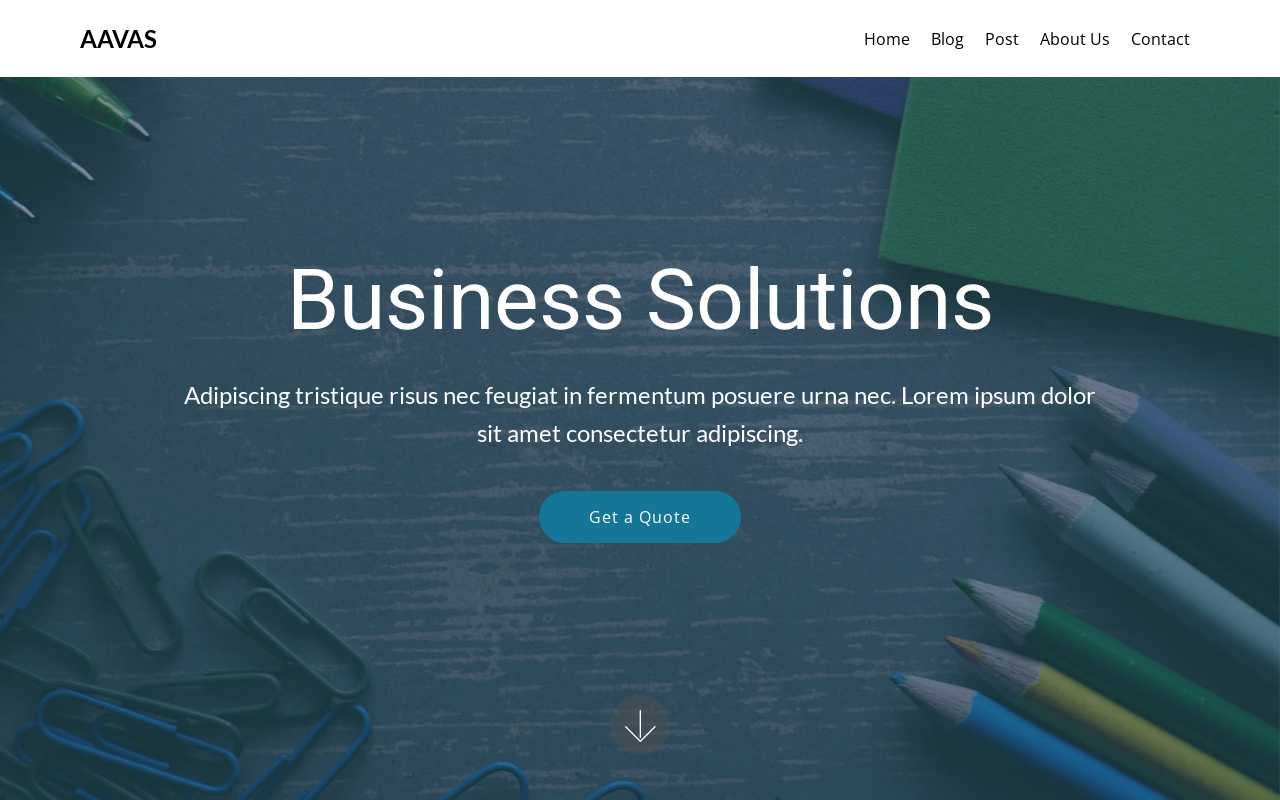 AAVAS
Home Blog Post About Us Contact
Business Solutions
Adipiscing tristique risus nec feugiat in fermentum posuere urna nec. Lorem ipsum dolor
sit amet consectetur adipiscing.
Get a Quote